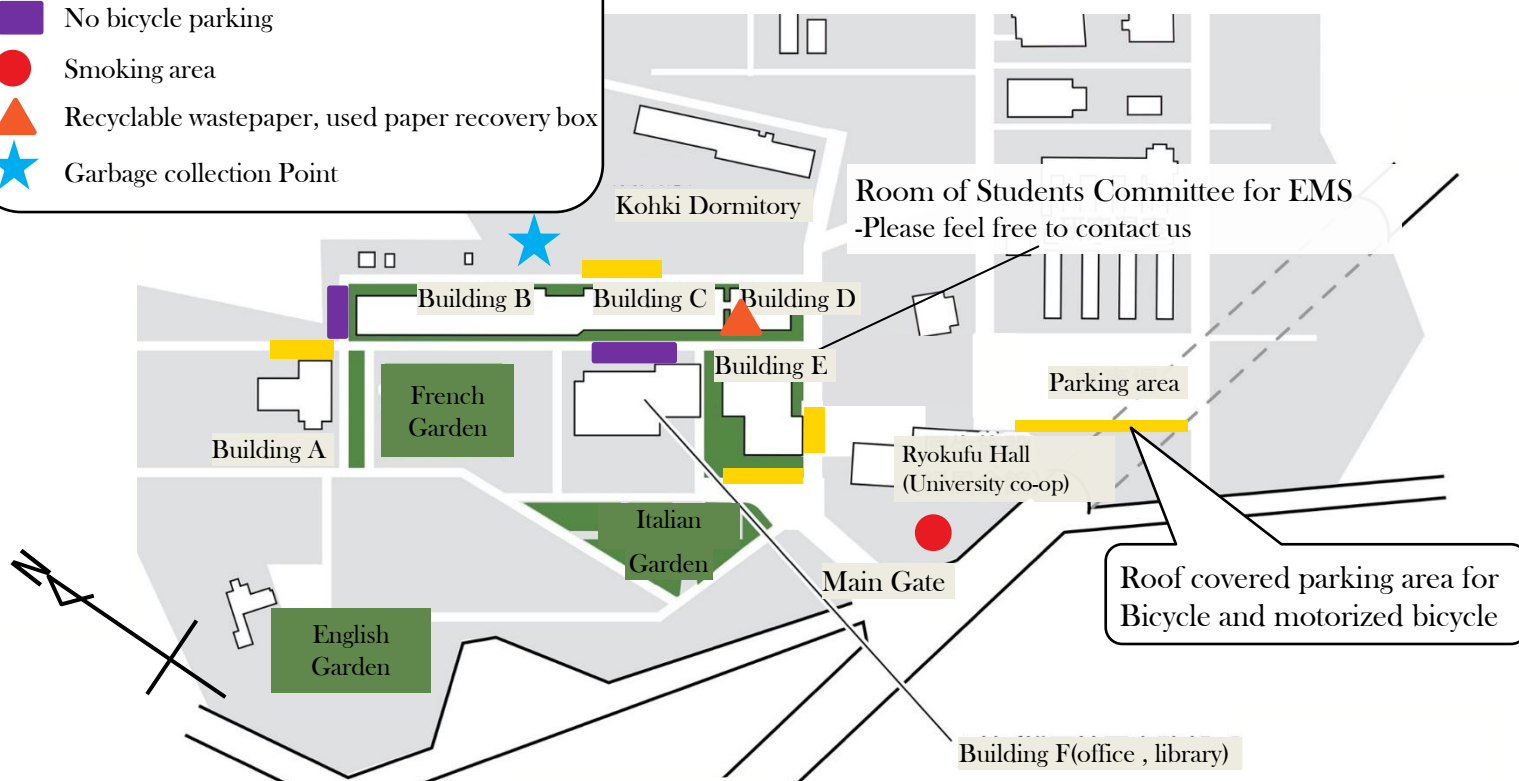 No bicycle parking
Smoking area
Recyclable wastepaper, used paper recovery box
Garbage collection Point
Kohki Dormitory
Room of Students Committee for EMS
-Please feel free to contact us
Building B
Building C
Building D
Building E
French
Garden
Parking area
Building A
Ryokufu Hall
(University co-op)
Italian
Garden
Main Gate
Roof covered parking area for
Bicycle and motorized bicycle
English
Garden
N
Building F(office , library)